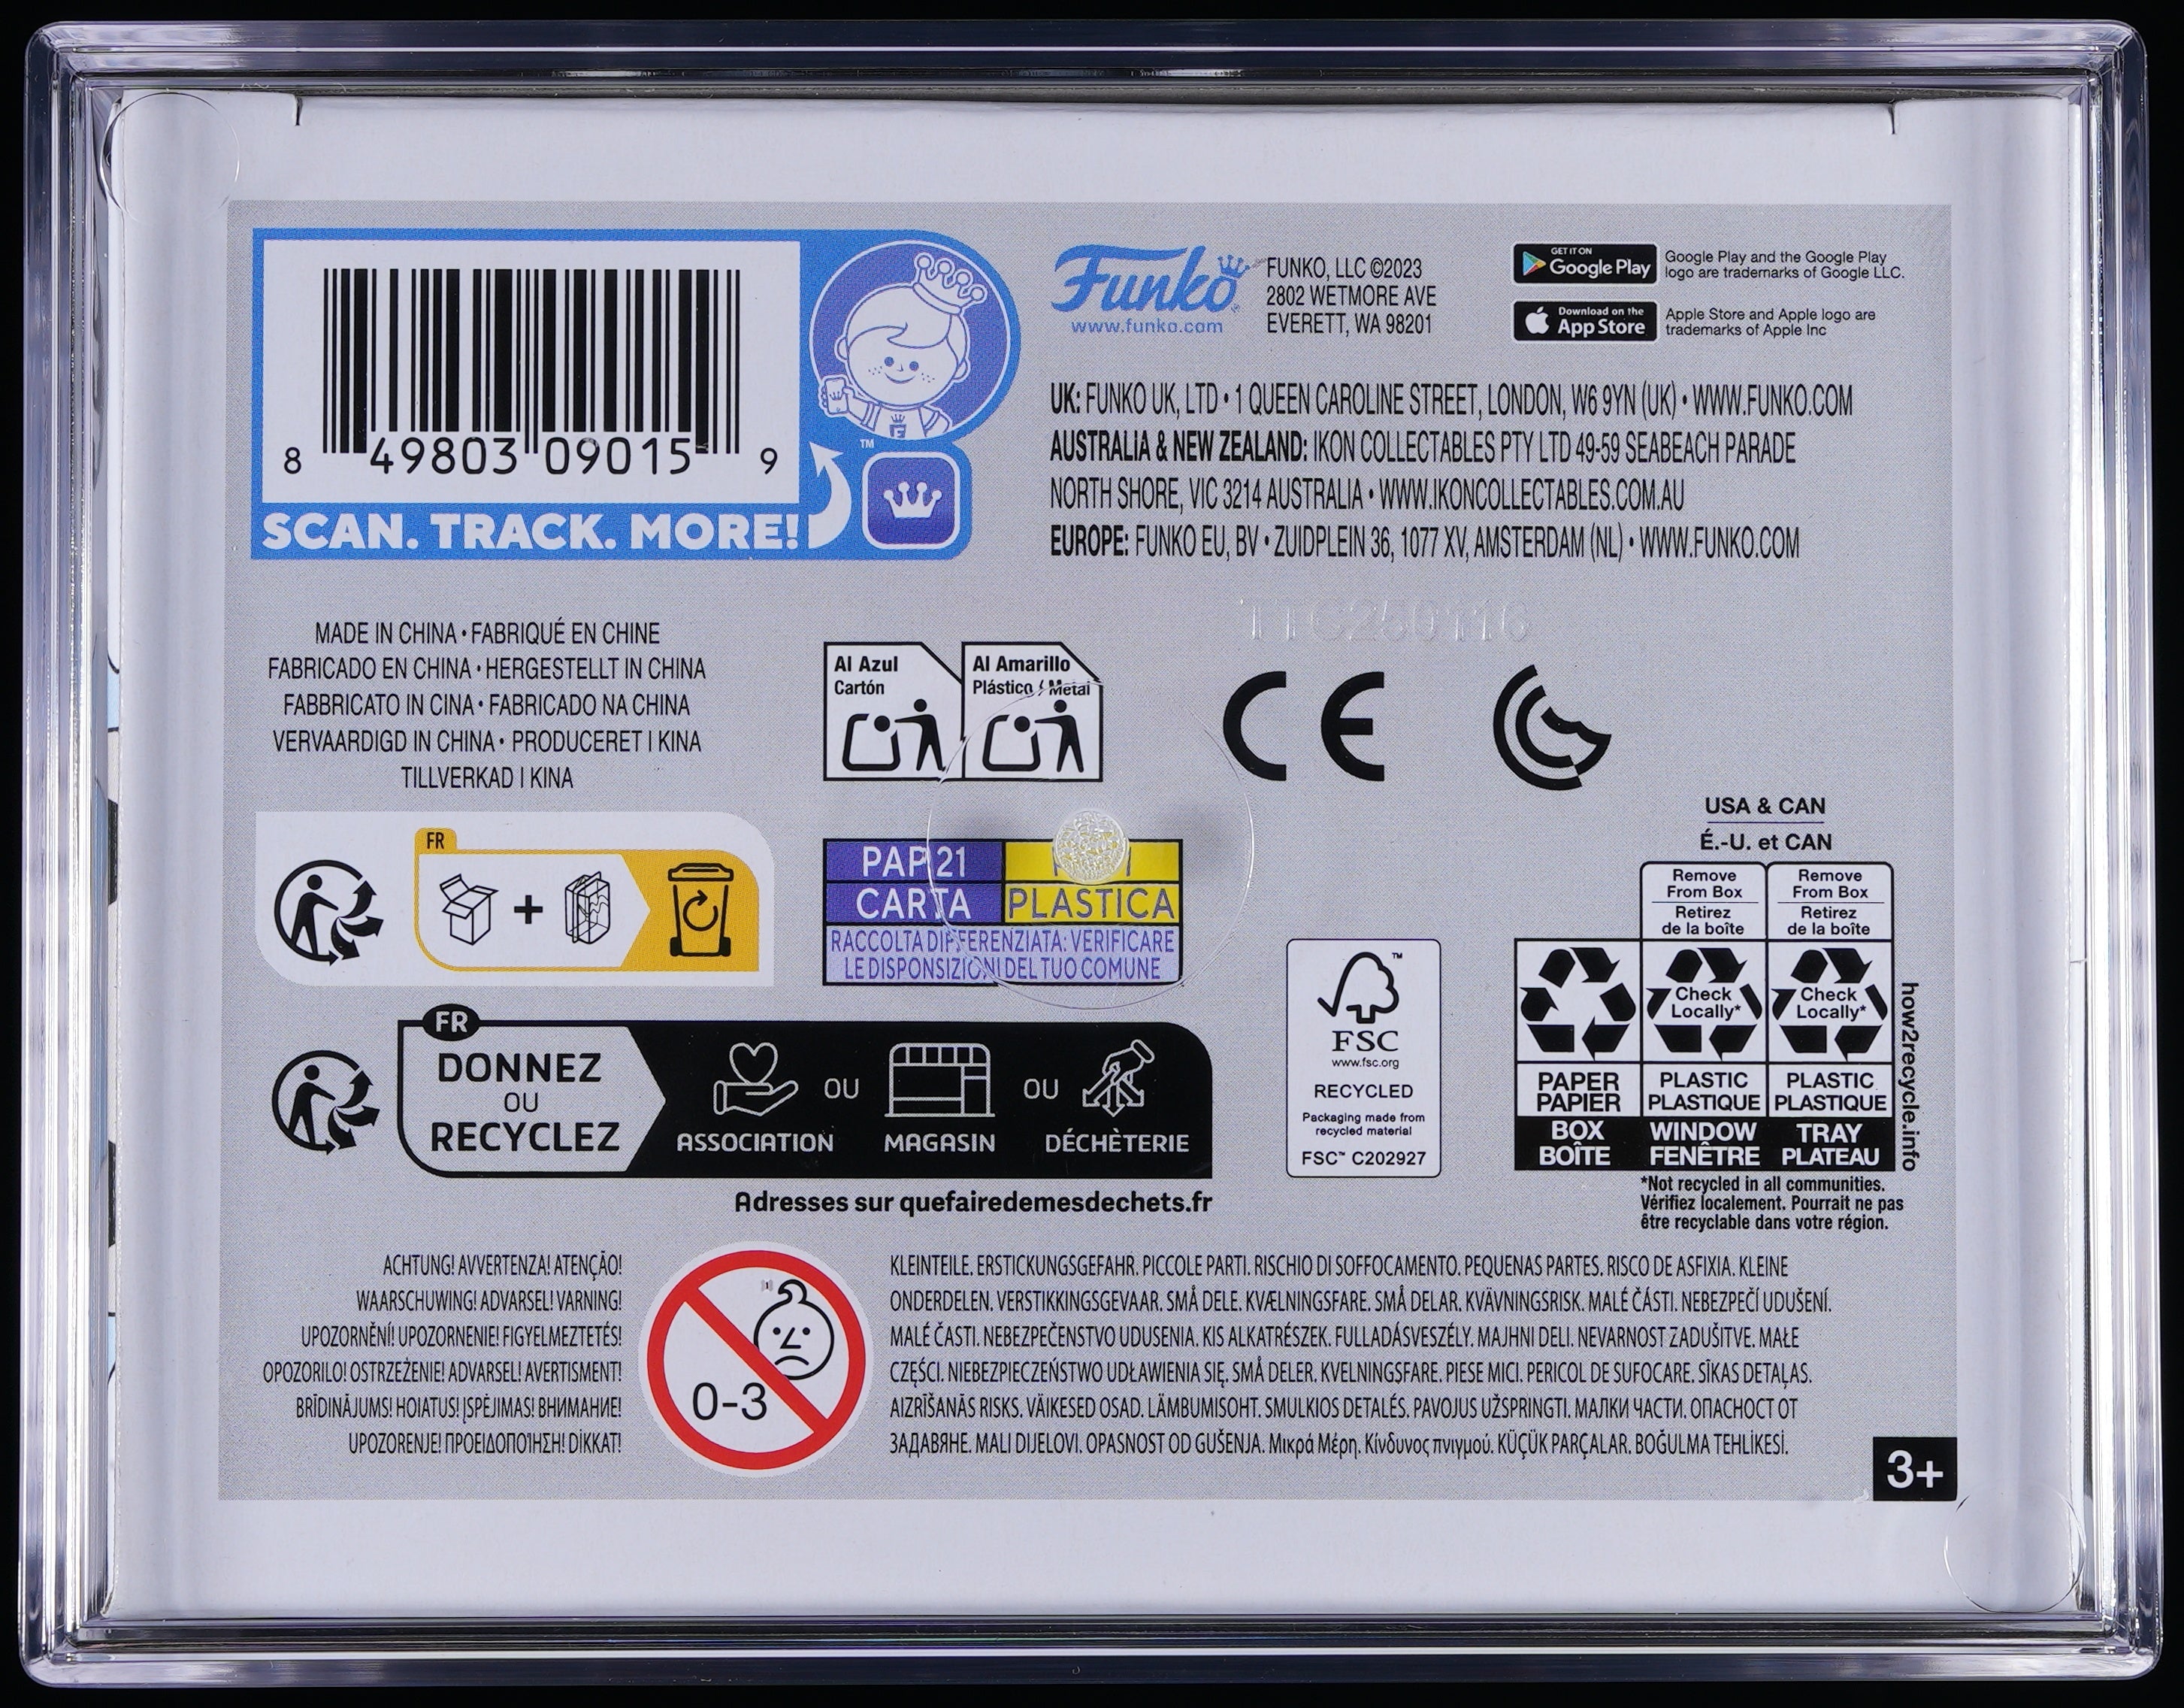 8 49803 09015 9
SCAN. TRACK. MORE!
TM
Funko
www.funko.com
FUNKO, LLC ©2023
2802 WETMORE AVE
EVERETT, WA 98201
GET IT ON
Google Play
Google Play and the Google Play
logo are trademarks of Google LLC.
Download on the
App Store
Apple Store and Apple logo are
trademarks of Apple Inc
UK: FUNKO UK, LTD • 1 QUEEN CAROLINE STREET, LONDON, W6 9YN (UK) • WWW.FUNKO.COM
AUSTRALIA & NEW ZEALAND: IKON COLLECTABLES PTY LTD 49-59 SEABEACH PARADE
NORTH SHORE, VIC 3214 AUSTRALIA • WWW.IKONCOLLECTABLES.COM.AU
EUROPE: FUNKO EU, BV • ZUIDPLEIN 36, 1077 XV, AMSTERDAM (NL) • WWW.FUNKO.COM
MADE IN CHINA • FABRIQUÉ EN CHINE
FABRICADO EN CHINA • HERGESTELLT IN CHINA
FABBRICATO IN CINA • FABRICADO NA CHINA
VERVAARDIGD IN CHINA • PRODUCERET I KINA
TILLVERKAD I KINA
Al Azul
Cartón
Al Amarillo
Plástico / Metal
TTC250116
CE
FR
+
PAP 21
CARTA
PLASTICA
RACCOLTA DIFFERENZIATA: VERIFICARE
LE DISPONSIZIONI DEL TUO COMUNE
FR
DONNEZ
OU
RECYCLEZ
ASSOCIATION
OU
MAGASIN
OU
DÉCHÈTERIE
Adresses sur quefairedemesdechets.fr
TM
FSC
www.fsc.org
RECYCLED
Packaging made from
recycled material
FSC™ C202927
USA & CAN
É.-U. et CAN
Remove
From Box
Retirez
de la boîte
Remove
From Box
Retirez
de la boîte
Check
Locally*
Check
Locally*
PAPER
PAPIER
PLASTIC
PLASTIQUE
PLASTIC
PLASTIQUE
BOX
BOÎTE
WINDOW
FENÊTRE
TRAY
PLATEAU
how2recycle.info
*Not recycled in all communities.
Vérifiez localement. Pourrait ne pas
être recyclable dans votre région.
ACHTUNG! AVVERTENZA! ATENÇÃO!
WAARSCHUWING! ADVARSEL! VARNING!
UPOZORNĚNÍ! UPOZORNENIE! FIGYELMEZTETÉS!
OPOZORILO! OSTRZEŻENIE! ADVARSEL! AVERTISMENT!
BRĪDINĀJUMS! HOIATUS! ĮSPĖJIMAS! ВНИМАНИЕ!
UPOZORENJE! ΠΡΟΕΙΔΟΠΟΊΗΣΗ! DİKKAT!
0-3
KLEINTEILE. ERSTICKUNGSGEFAHR. PICCOLE PARTI. RISCHIO DI SOFFOCAMENTO. PEQUENAS PARTES. RISCO DE ASFIXIA. KLEINE
ONDERDELEN. VERSTIKKINGSGEVAAR. SMÅ DELE. KVÆLNINGSFARE. SMÅ DELAR. KVÄVNINGSRISK. MALÉ ČÁSTI. NEBEZPEČÍ UDUŠENÍ.
MALÉ ČASTI. NEBEZPEČENSTVO UDUSENIA. KIS ALKATRÉSZEK. FULLADÁSVESZÉLY. MAJHNI DELI. NEVARNOST ZADUŠITVE. MAŁE
CZĘŚCI. NIEBEZPIECZEŃSTWO UDŁAWIENIA SIĘ. SMÅ DELER. KVELNINGSFARE. PIESE MICI. PERICOL DE SUFOCARE. SĪKAS DETAĻAS.
AIZRĪŠANĀS RISKS. VÄIKESED OSAD. LÄMBUMISOHT. SMULKIOS DETALĖS. PAVOJUS UŽSPRINGTI. МАЛКИ ЧАСТИ. ОПАСНОСТ ОТ
ЗАДАВЯНЕ. MALI DIJELOVI. OPASNOST OD GUŠENJA. Μικρά Μέρη. Κίνδυνος πνιγμού. KÜÇÜK PARÇALAR. BOĞULMA TEHLİKESİ.
3+